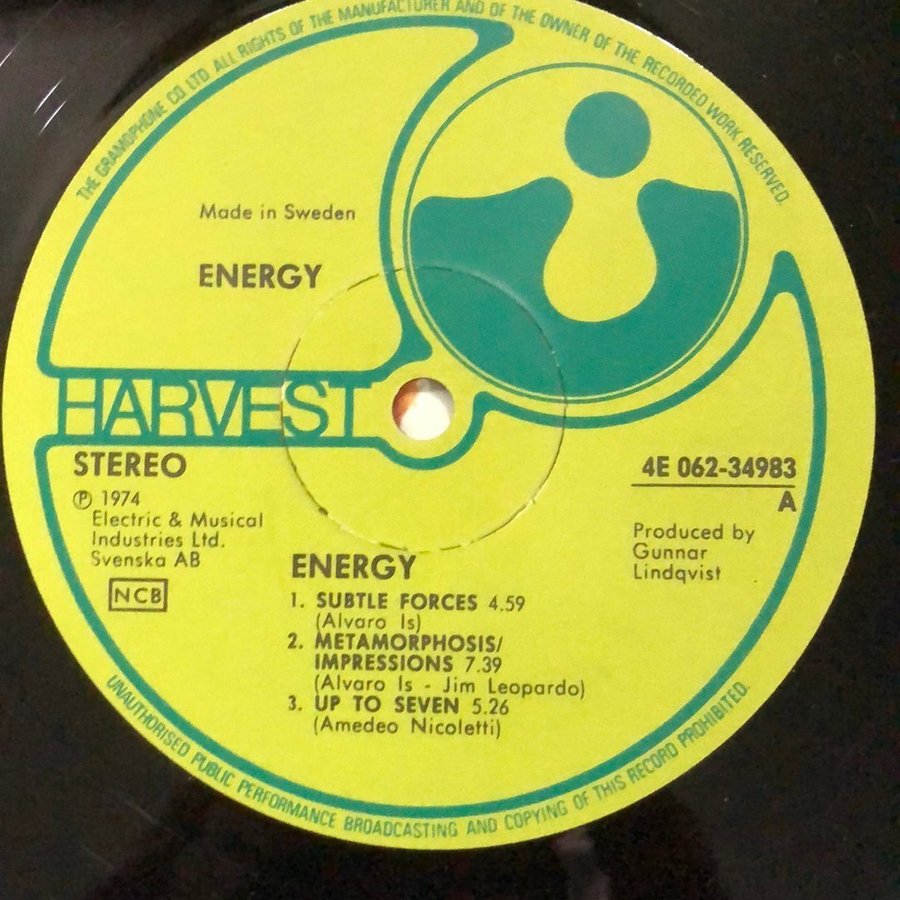 THE GRAMOPHONE CO. LTD. ALL RIGHTS OF THE MANUFACTURER AND OF THE OWNER OF THE RECORDED WORK RESERVED.
Made in Sweden
ENERGY
HARVEST
STEREO
Ⓟ 1974
Electric & Musical
Industries Ltd.
Svenska AB
NCB
4E 062-34983
A
Produced by
Gunnar
Lindqvist
ENERGY
1. SUBTLE FORCES 4.59
(Alvaro Is)
2. METAMORPHOSIS/
IMPRESSIONS 7.39
(Alvaro Is - Jim Leopardo)
3. UP TO SEVEN 5.26
(Amedeo Nicoletti)
UNAUTHORISED PUBLIC PERFORMANCE BROADCASTING AND COPYING OF THIS RECORD PROHIBITED.